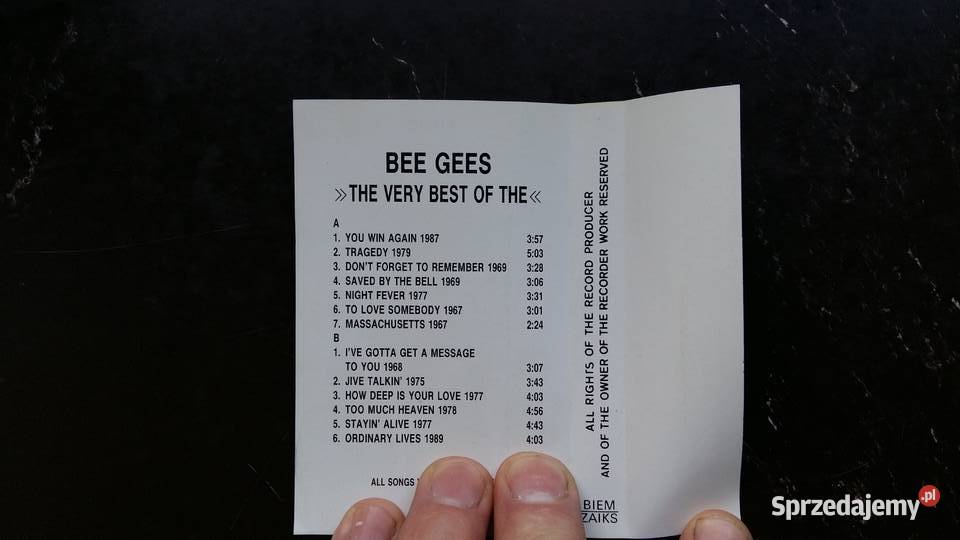 BEE GEES
»THE VERY BEST OF THE«
A
1. YOU WIN AGAIN 1987 3:57
2. TRAGEDY 1979 5:03
3. DON'T FORGET TO REMEMBER 1969 3:28
4. SAVED BY THE BELL 1969 3:06
5. NIGHT FEVER 1977 3:31
6. TO LOVE SOMEBODY 1967 3:01
7. MASSACHUSETTS 1967 2:24
B
1. I'VE GOTTA GET A MESSAGE
TO YOU 1968 3:07
2. JIVE TALKIN' 1975 3:43
3. HOW DEEP IS YOUR LOVE 1977 4:03
4. TOO MUCH HEAVEN 1978 4:56
5. STAYIN' ALIVE 1977 4:43
6. ORDINARY LIVES 1989 4:03
ALL SONGS
ALL RIGHTS OF THE RECORD PRODUCER
AND OF THE OWNER OF THE RECORDER WORK RESERVED
BIEM
ZAIKS
Sprzedajemy.pl